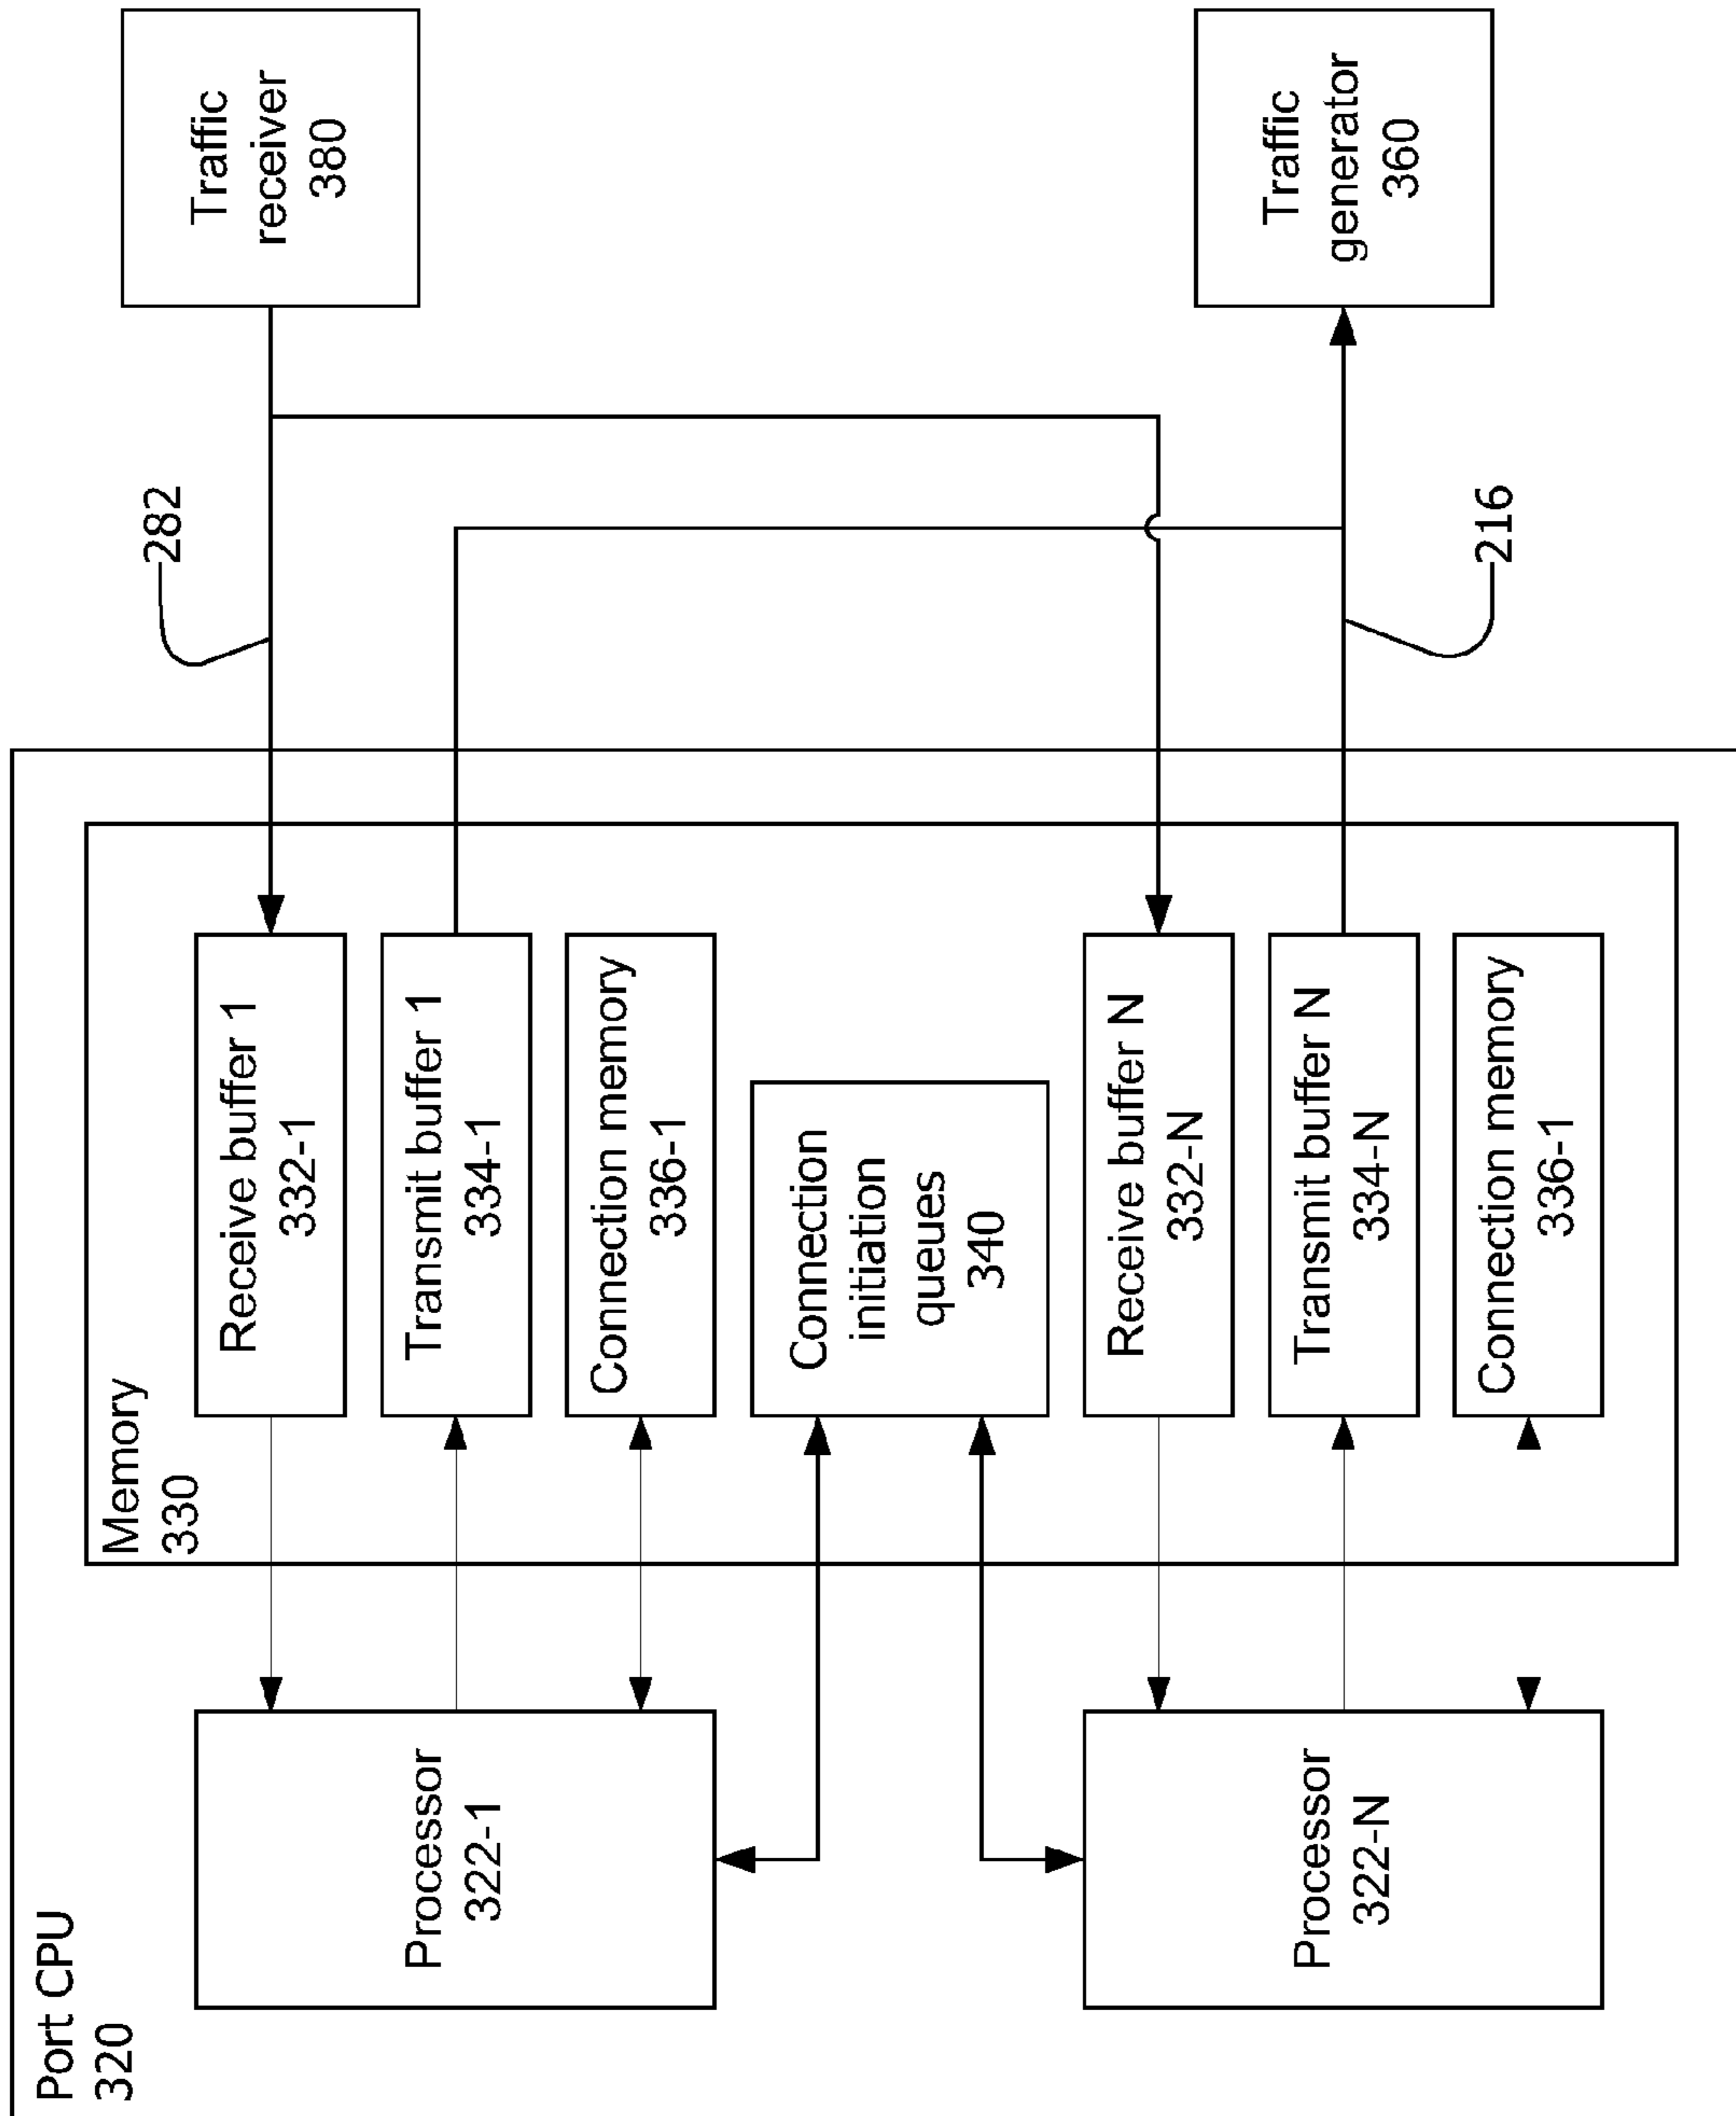 Port CPU
320
Memory
330
Processor
322-1
Receive buffer 1
332-1
Transmit buffer 1
334-1
Connection memory
336-1
Connection
initiation
queues
340
Processor
322-N
Receive buffer N
332-N
Transmit buffer N
334-N
Connection memory
336-1
282
216
Traffic
receiver
380
Traffic
generator
360